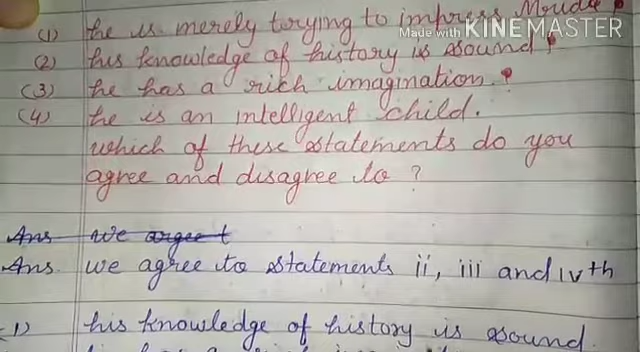 (1) he is merely trying to impress
Made with KINEMASTER
(2) his knowledge of history is sound
(3) he has a rich imagination.
(4) he is an intelligent child.
which of these statements do you
agree and disagree to ?
Ans we argee t
Ans. we agree to statements ii, iii and ivth
1) his knowledge of history is sound.